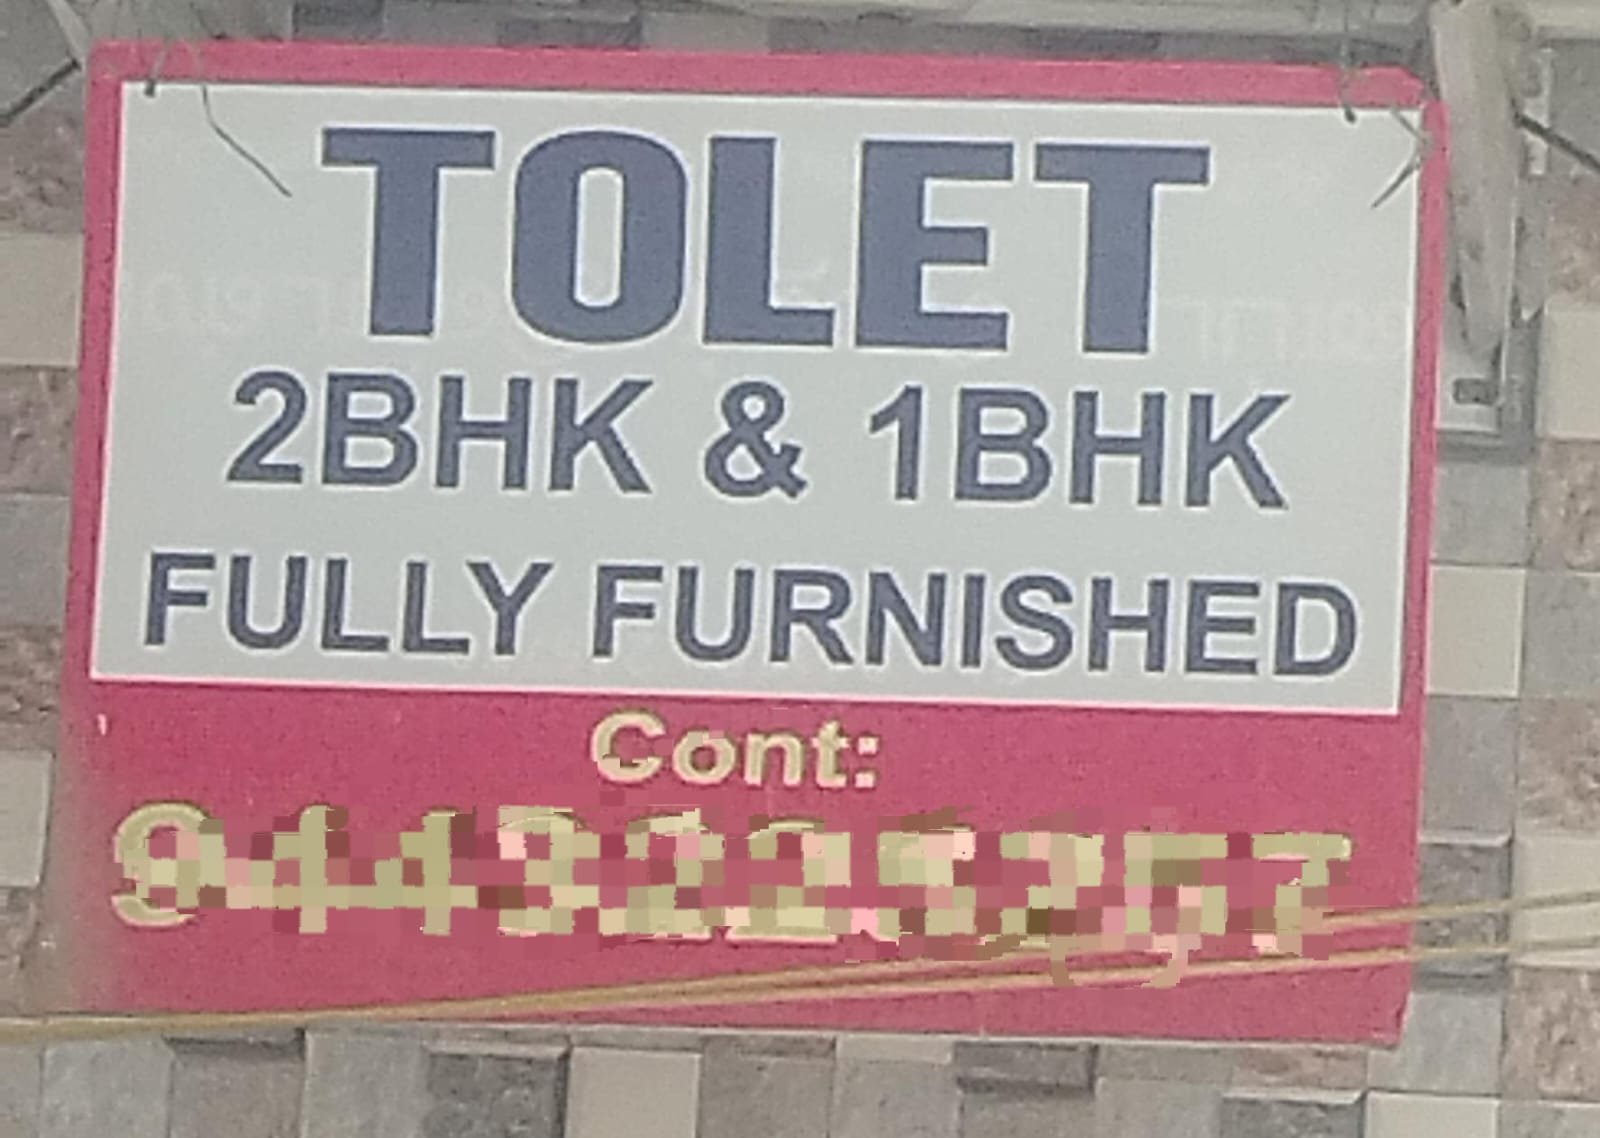 TOLET
2BHK & 1BHK
FULLY FURNISHED
Cont: